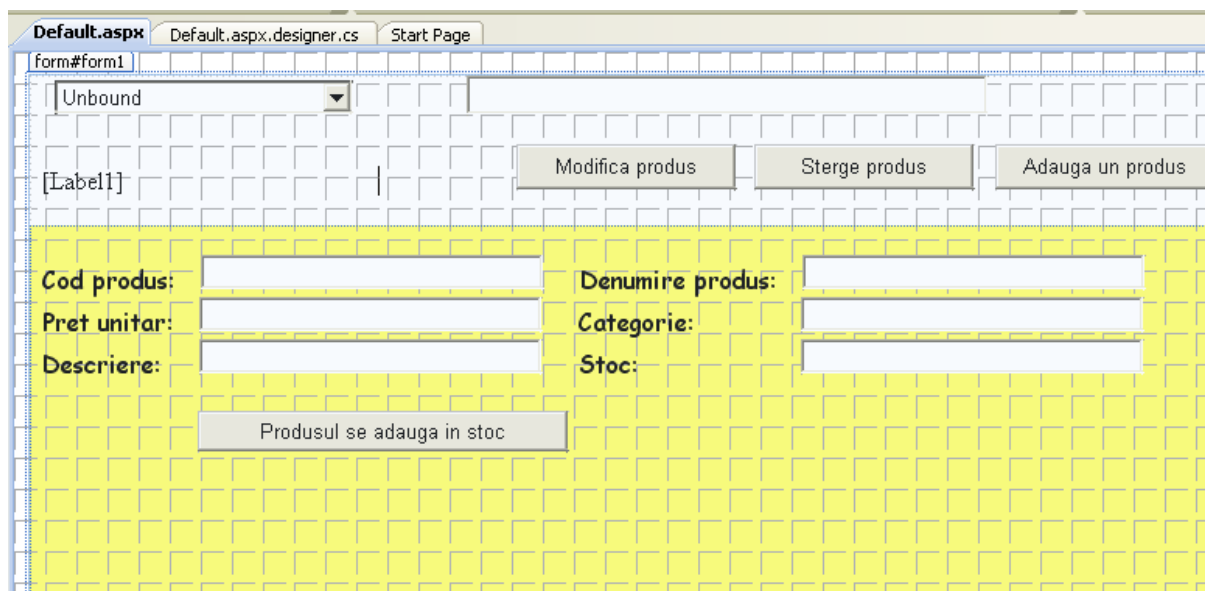 Default.aspx Default.aspx.designer.cs Start Page
form#form1
Unbound
[Label1] Modifica produs Sterge produs Adauga un produs
Cod produs: Denumire produs:
Pret unitar: Categorie:
Descriere: Stoc:
Produsul se adauga in stoc